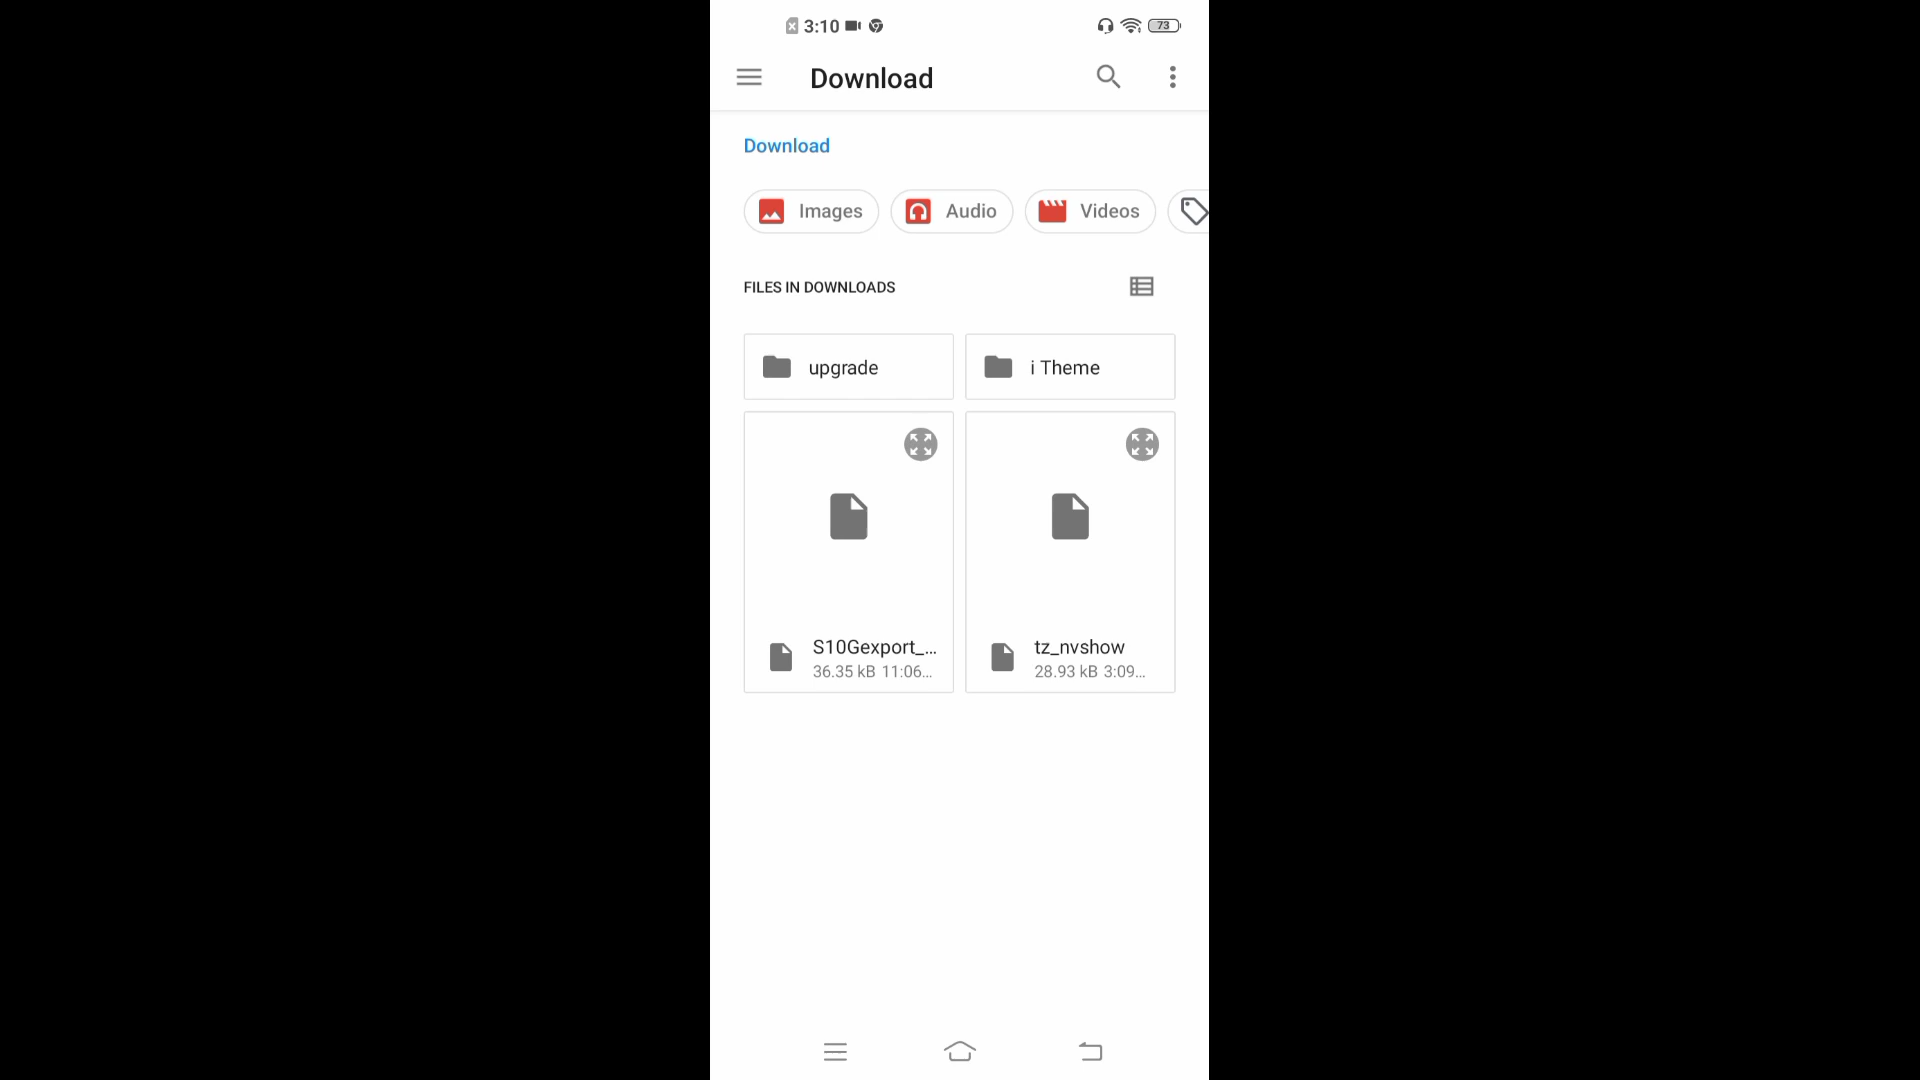 3:10
73
Download
Download
Images
Audio
Videos
FILES IN DOWNLOADS
upgrade
i Theme
S10Gexport_...
36.35 kB 11:06...
tz_nvshow
28.93 kB 3:09...